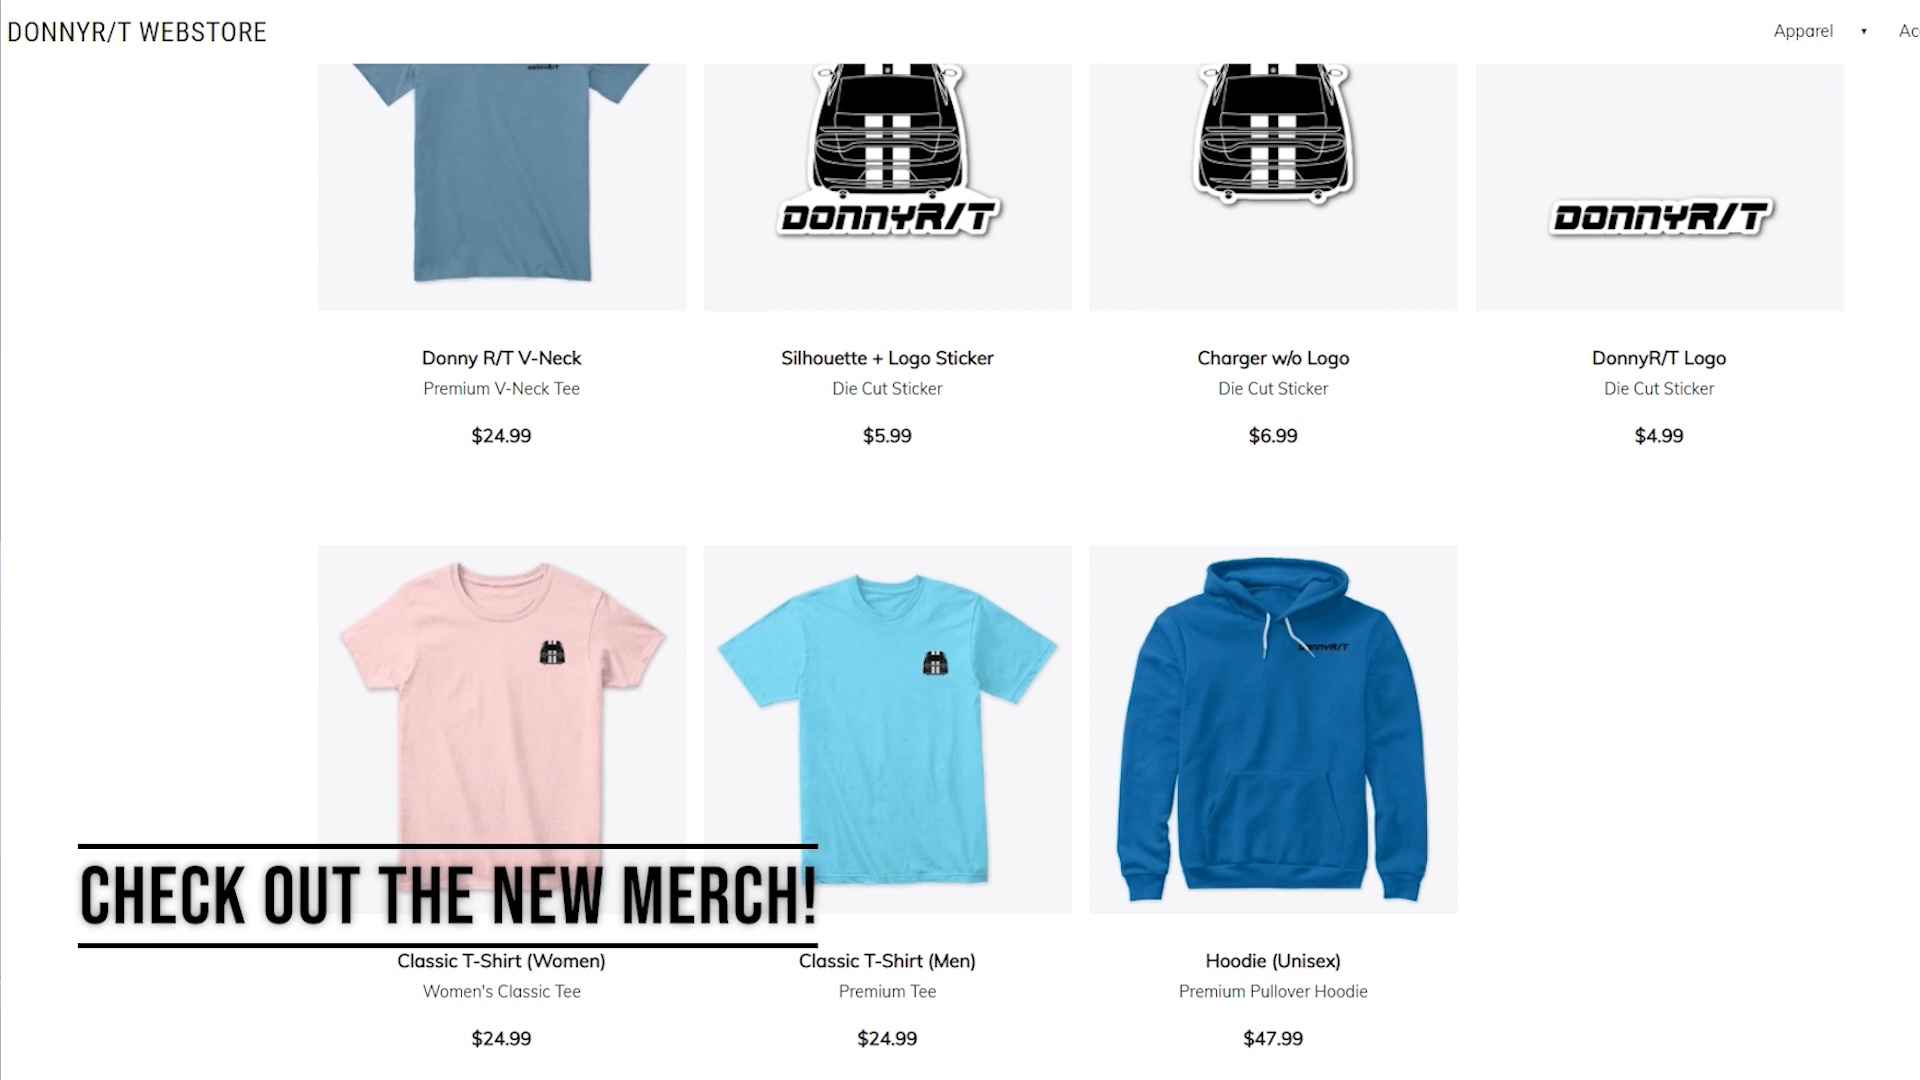 DONNYR/T WEBSTORE
Apparel
DONNYR/T
DONNYR/T
DONNYR/T
Donny R/T V-Neck
Premium V-Neck Tee
$24.99
Silhouette + Logo Sticker
Die Cut Sticker
$5.99
Charger w/o Logo
Die Cut Sticker
$6.99
DonnyR/T Logo
Die Cut Sticker
$4.99
DONNYR/T
CHECK OUT THE NEW MERCH!
Classic T-Shirt (Women)
Women's Classic Tee
$24.99
Classic T-Shirt (Men)
Premium Tee
$24.99
Hoodie (Unisex)
Premium Pullover Hoodie
$47.99